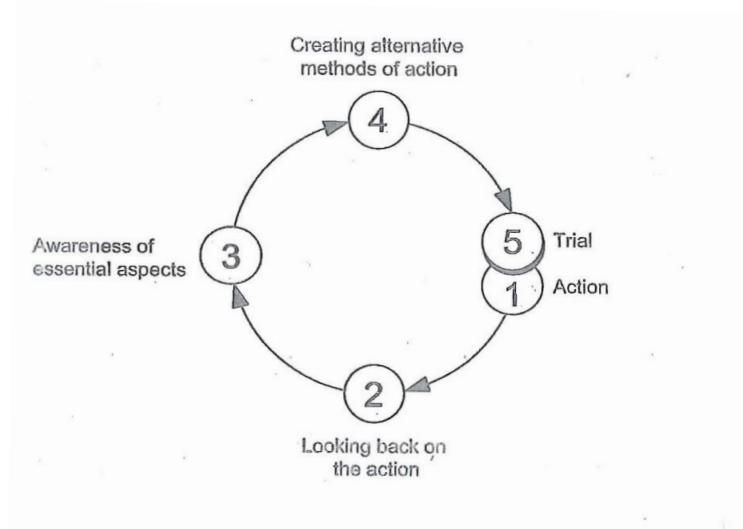 Creating alternative
methods of action
4
5 Trial
Awareness of
essential aspects
3
1 Action
2
Looking back on
the action